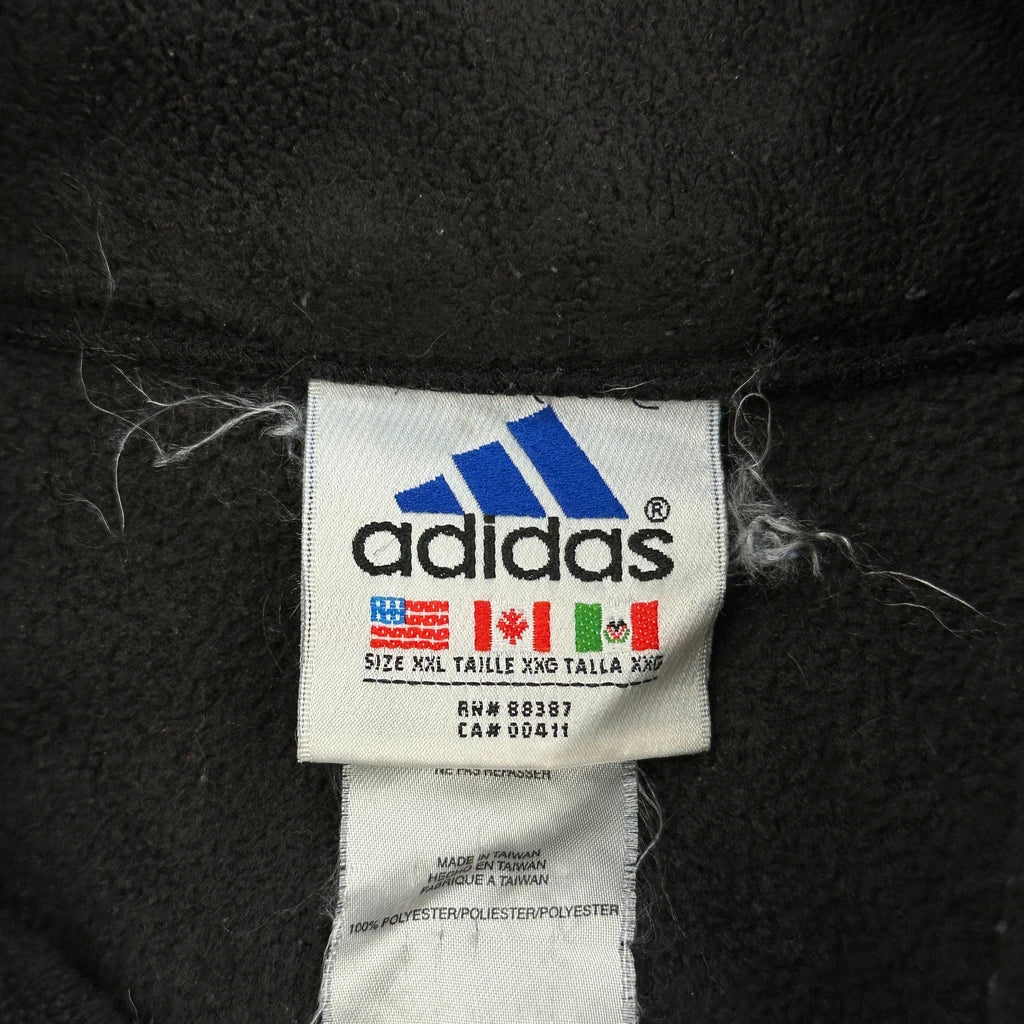 adidas®
SIZE XXL TAILLE XXG TALLA XXG
RN# 88387
CA# 00411
NE PAS REPASSER
MADE IN TAIWAN
HECHO EN TAIWAN
FABRIQUE A TAIWAN
100% POLYESTER/POLIESTER/POLYESTER